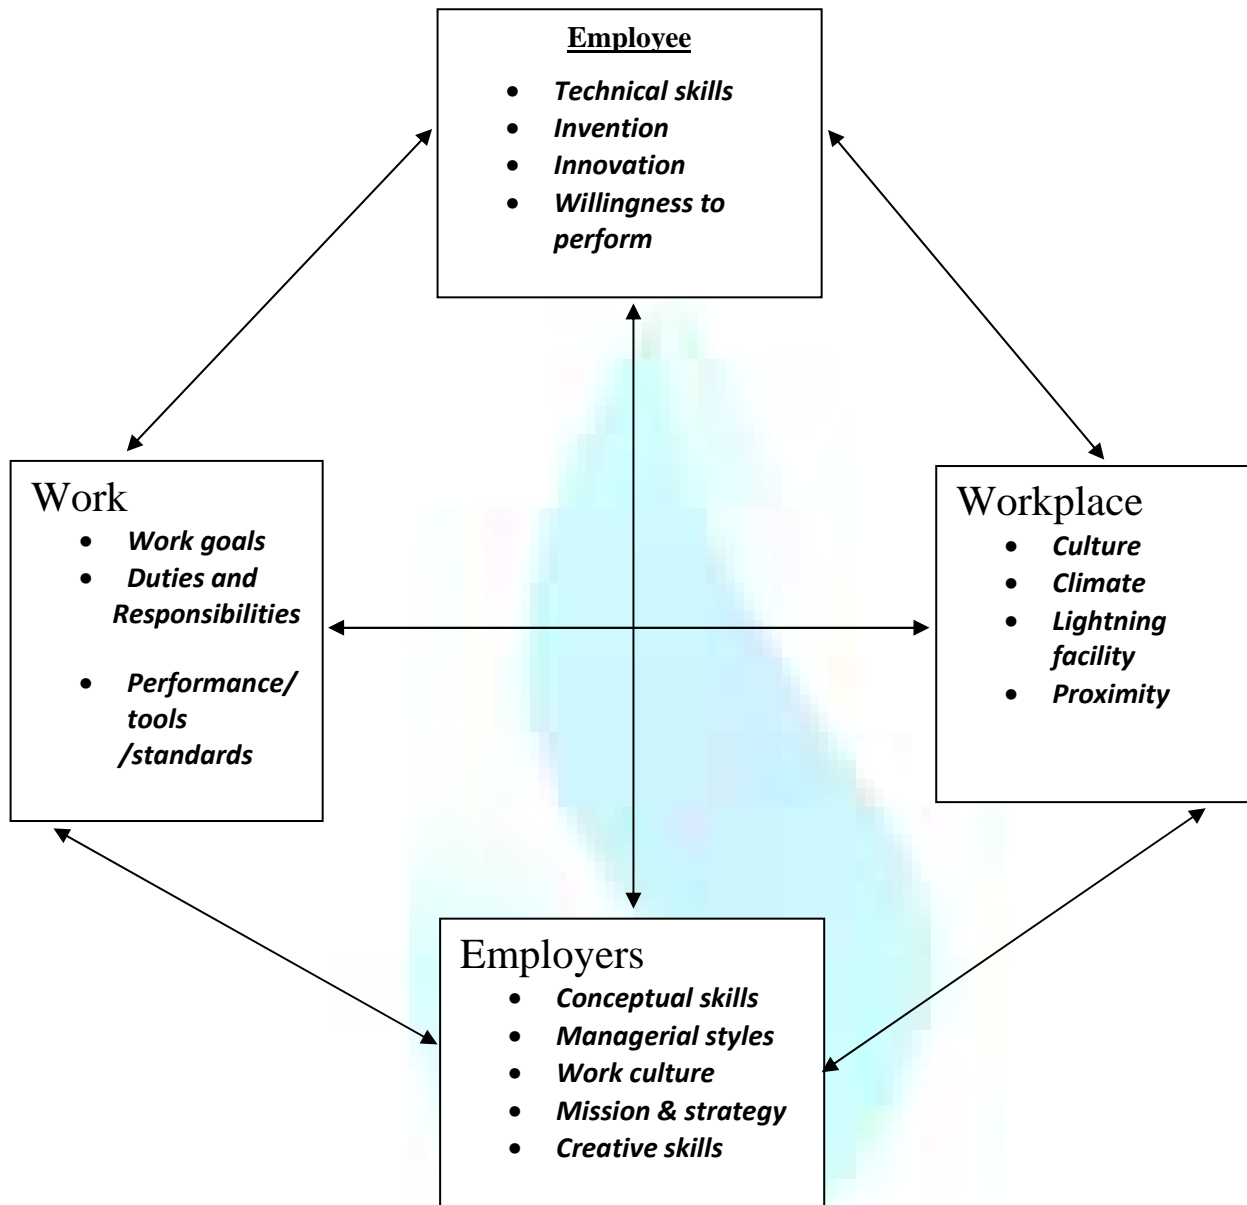 Employee
• Technical skills
• Invention
• Innovation
• Willingness to
perform
Work
• Work goals
• Duties and
Responsibilities
• Performance/
tools
/standards
Workplace
• Culture
• Climate
• Lightning
facility
• Proximity
Employers
• Conceptual skills
• Managerial styles
• Work culture
• Mission & strategy
• Creative skills